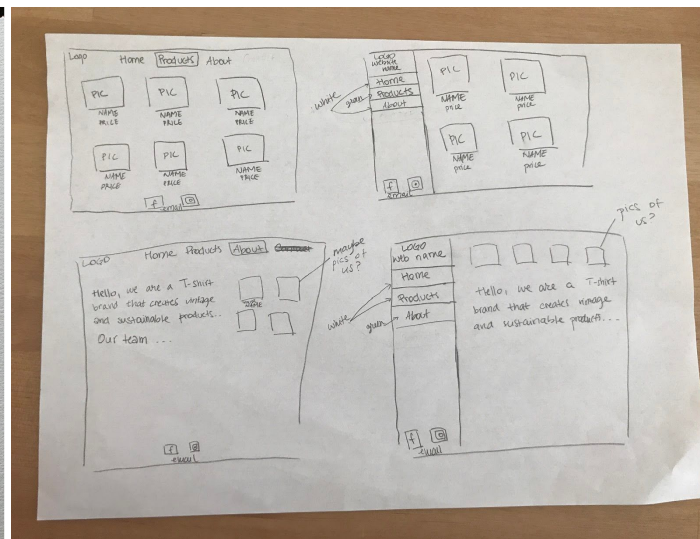 Logo Home Products About
PIC PIC PIC
NAME NAME NAME
PRICE PRICE PRICE
PIC PIC PIC
NAME NAME NAME
PRICE PRICE PRICE
f
email
LOGO
Website
name
Home
Products
About
white
green
PIC PIC
NAME NAME
price price
PIC PIC
NAME NAME
price price
f
email
LOGO Home Products About
maybe
pics of
us?
Hello, we are a T-shirt
brand that creates vintage
and sustainable products...
Our team ...
f
email
LOGO
Web name
Home
Products
About
white
green
pics of
us?
Hello, we are a T-shirt
brand that creates
and sustainable products...
f
email